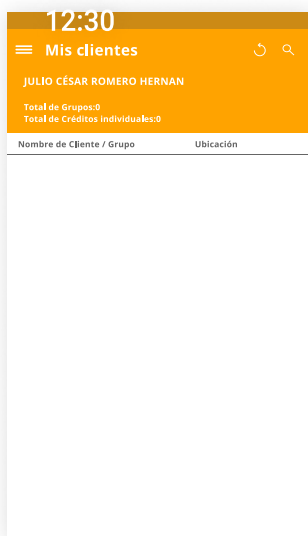 12:30
Mis clientes
JULIO CÉSAR ROMERO HERNAN
Total de Grupos:0
Total de Créditos individuales:0
Nombre de Cliente / Grupo Ubicación